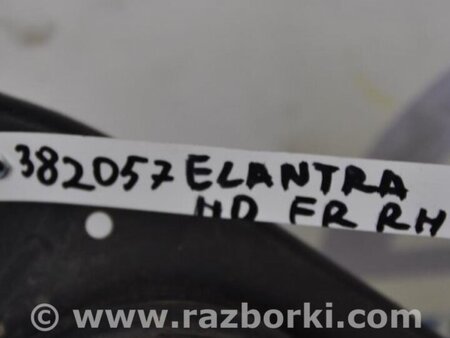 382057 ELANTRA
HD FR RH
© www.razborki.com